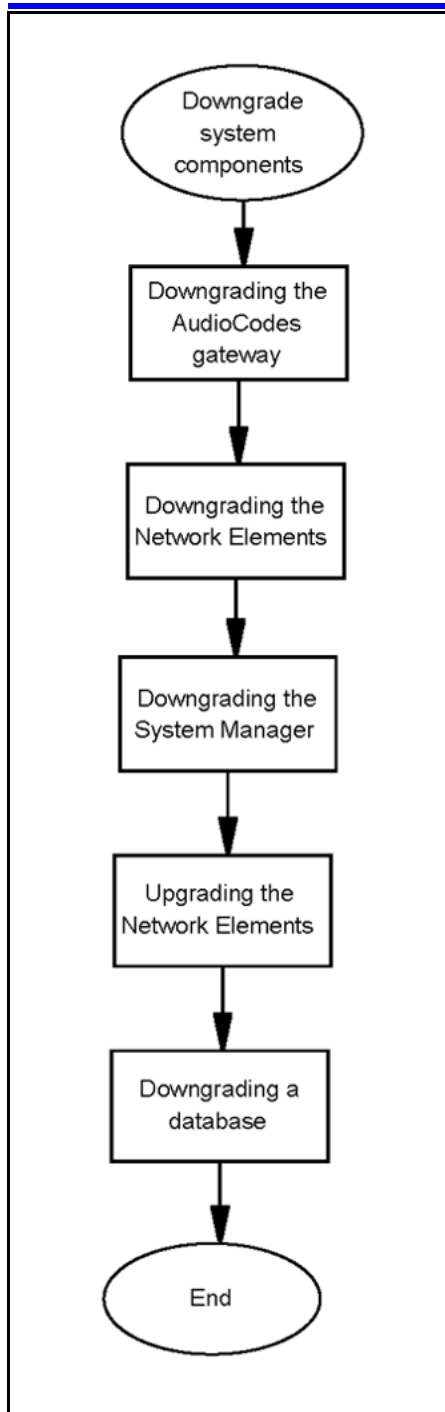 Downgrade
system
components
Downgrading the
AudioCodes
gateway
Downgrading the
Network Elements
Downgrading the
System Manager
Upgrading the
Network Elements
Downgrading a
database
End